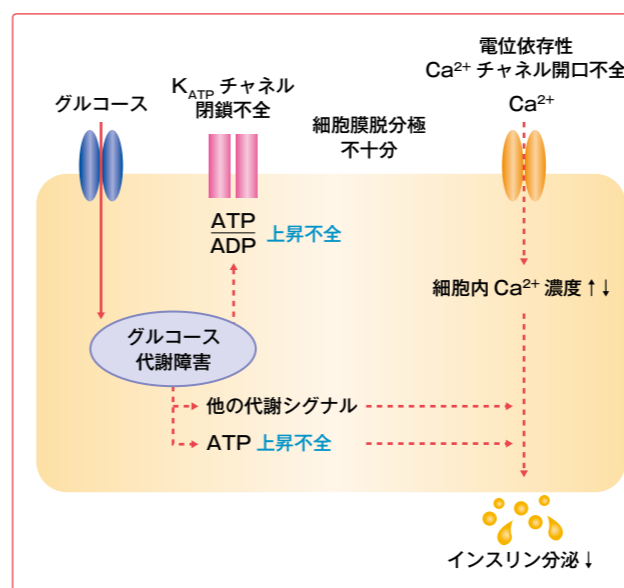 電位依存性
Ca²⁺ チャネル開口不全
K_ATP チャネル
閉鎖不全
グルコース
細胞膜脱分極
不十分
Ca²⁺
ATP
ADP
上昇不全
細胞内 Ca²⁺ 濃度↑↓
グルコース
代謝障害
他の代謝シグナル
ATP 上昇不全
インスリン分泌↓